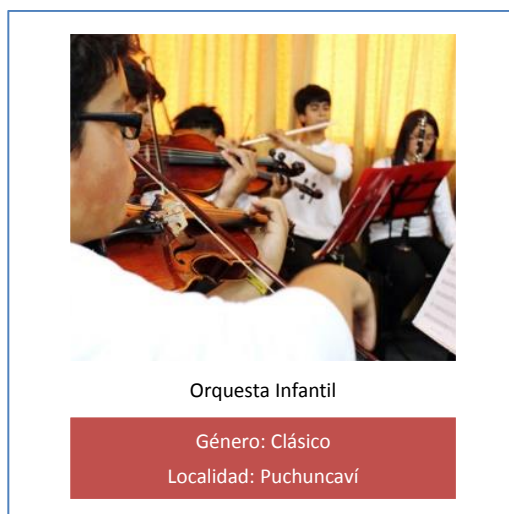 Orquesta Infantil
Género: Clásico
Localidad: Puchuncaví